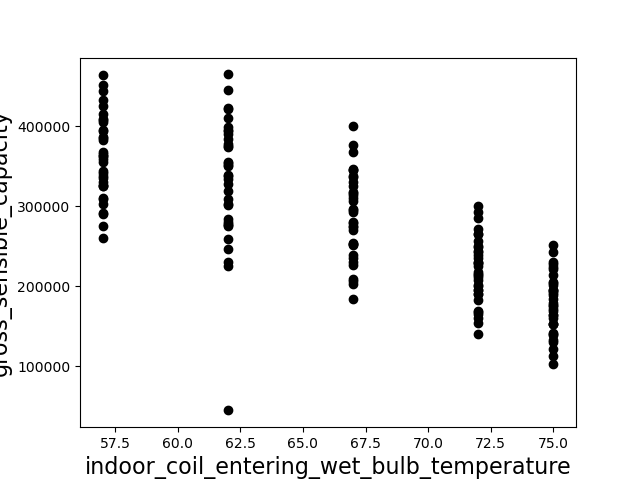 gross_sensible_capacity
400000
300000
200000
100000
57.5 60.0 62.5 65.0 67.5 70.0 72.5 75.0
indoor_coil_entering_wet_bulb_temperature